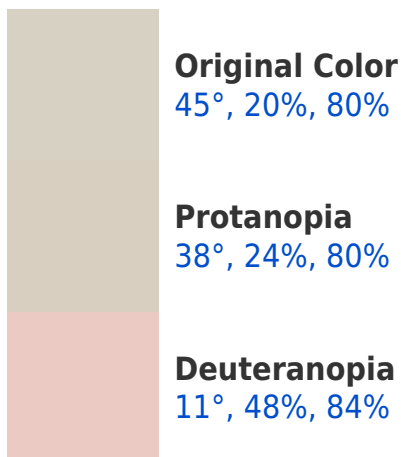 Original Color
45°, 20%, 80%
Protanopia
38°, 24%, 80%
Deuteranopia
11°, 48%, 84%